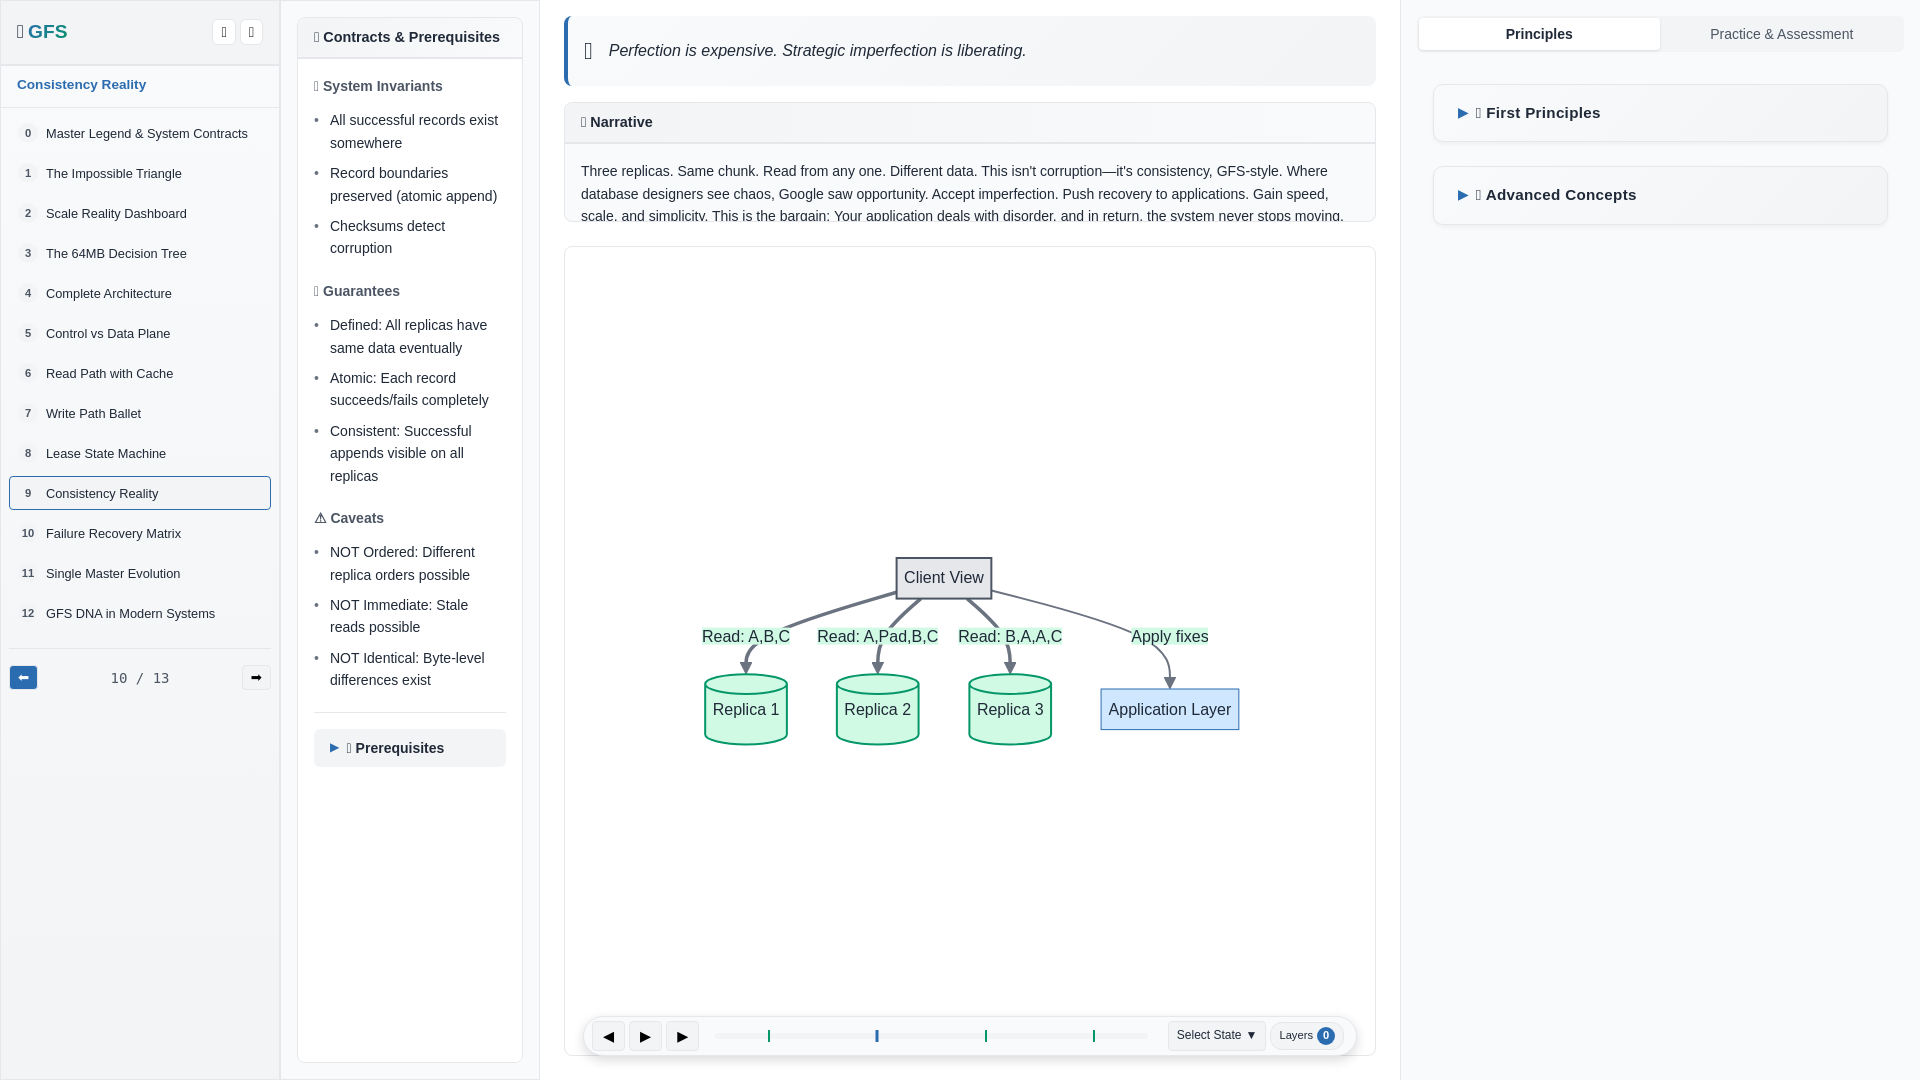 GFS
Consistency Reality
0 Master Legend & System Contracts
1 The Impossible Triangle
2 Scale Reality Dashboard
3 The 64MB Decision Tree
4 Complete Architecture
5 Control vs Data Plane
6 Read Path with Cache
7 Write Path Ballet
8 Lease State Machine
9 Consistency Reality
10 Failure Recovery Matrix
11 Single Master Evolution
12 GFS DNA in Modern Systems
10 / 13
Contracts & Prerequisites
System Invariants
• All successful records exist
somewhere
• Record boundaries
preserved (atomic append)
• Checksums detect
corruption
Guarantees
• Defined: All replicas have
same data eventually
• Atomic: Each record
succeeds/fails completely
• Consistent: Successful
appends visible on all
replicas
⚠ Caveats
• NOT Ordered: Different
replica orders possible
• NOT Immediate: Stale
reads possible
• NOT Identical: Byte-level
differences exist
▶ Prerequisites
Perfection is expensive. Strategic imperfection is liberating.
Narrative
Three replicas. Same chunk. Read from any one. Different data. This isn't corruption—it's consistency, GFS-style. Where
database designers see chaos, Google saw opportunity. Accept imperfection. Push recovery to applications. Gain speed,
scale, and simplicity. This is the bargain: Your application deals with disorder, and in return, the system never stops moving.
Client View
Read: A,B,C
Read: A,Pad,B,C
Read: B,A,A,C
Apply fixes
Replica 1
Replica 2
Replica 3
Application Layer
Select State ▼
Layers 0
Principles
Practice & Assessment
▶ First Principles
▶ Advanced Concepts